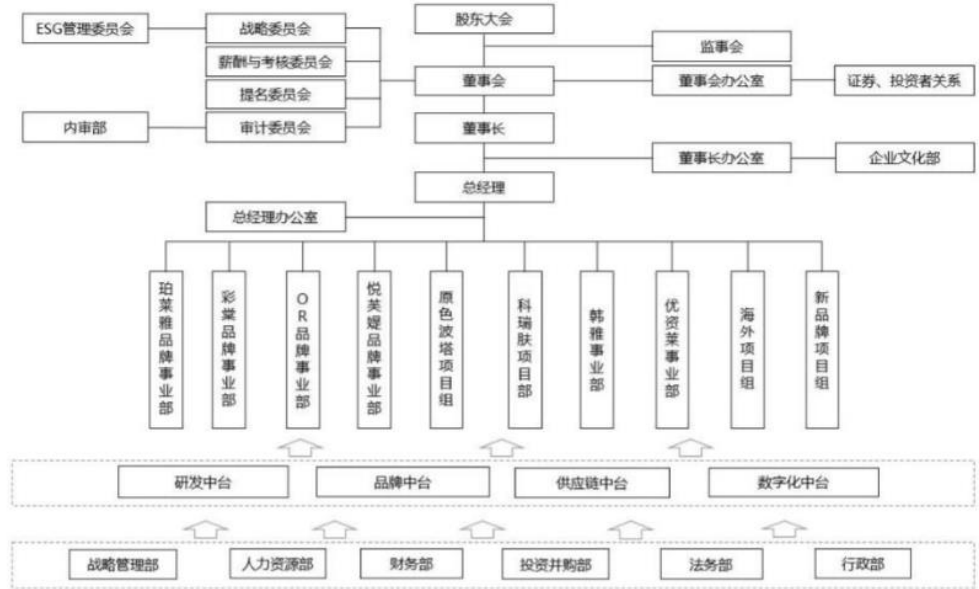 股东大会
ESG管理委员会
战略委员会
监事会
薪酬与考核委员会
董事会
董事会办公室
证券、投资者关系
提名委员会
内审部
审计委员会
董事长
董事长办公室
企业文化部
总经理
总经理办公室
珀莱雅品牌事业部
彩棠品牌事业部
OR品牌事业部
悦芙媞品牌事业部
原色波塔项目组
科瑞肤项目部
韩雅事业部
优资莱事业部
海外项目组
新品牌项目组
研发中台
品牌中台
供应链中台
数字化中台
战略管理部
人力资源部
财务部
投资并购部
法务部
行政部